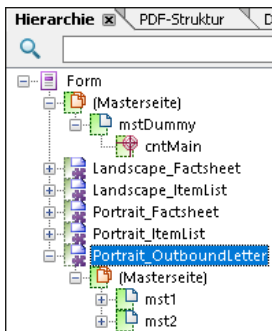 Hierarchie PDF-Struktur D
Form
(Masterseite)
mstDummy
cntMain
Landscape_Factsheet
Landscape_ItemList
Portrait_Factsheet
Portrait_ItemList
Portrait_OutboundLetter
(Masterseite)
mst1
mst2